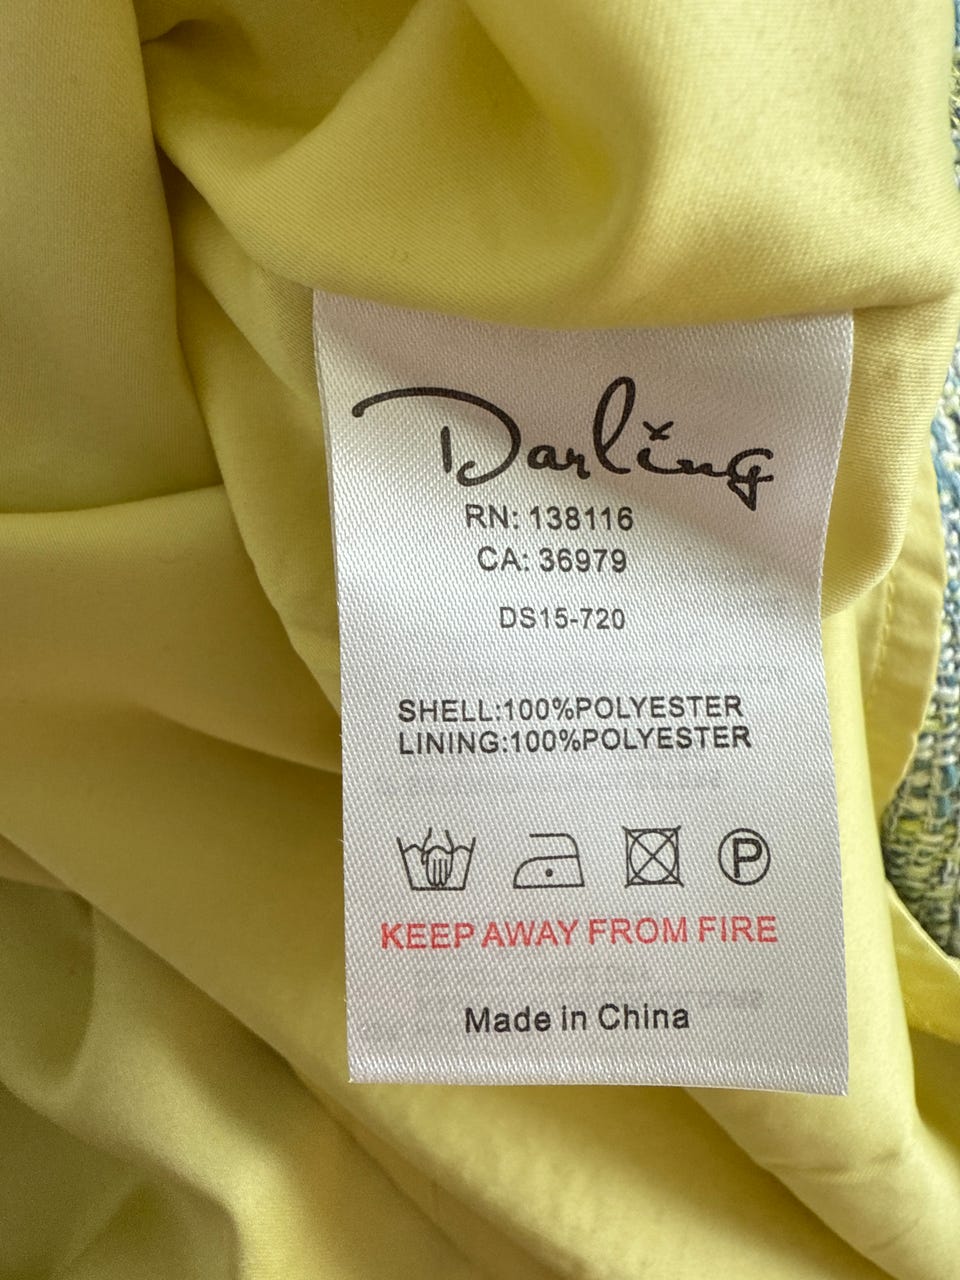 Darling
RN: 138116
CA: 36979
DS15-720
SHELL:100%POLYESTER
LINING:100%POLYESTER
P
KEEP AWAY FROM FIRE
Made in China